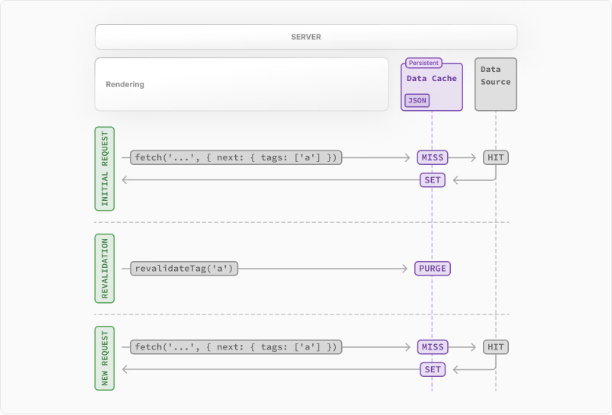 SERVER
Rendering
Persistent
Data Cache
JSON
Data
Source
INITIAL REQUEST
fetch('...', { next: { tags: ['a'] })
MISS
HIT
SET
REVALIDATION
revalidateTag('a')
PURGE
NEW REQUEST
fetch('...', { next: { tags: ['a'] })
MISS
HIT
SET